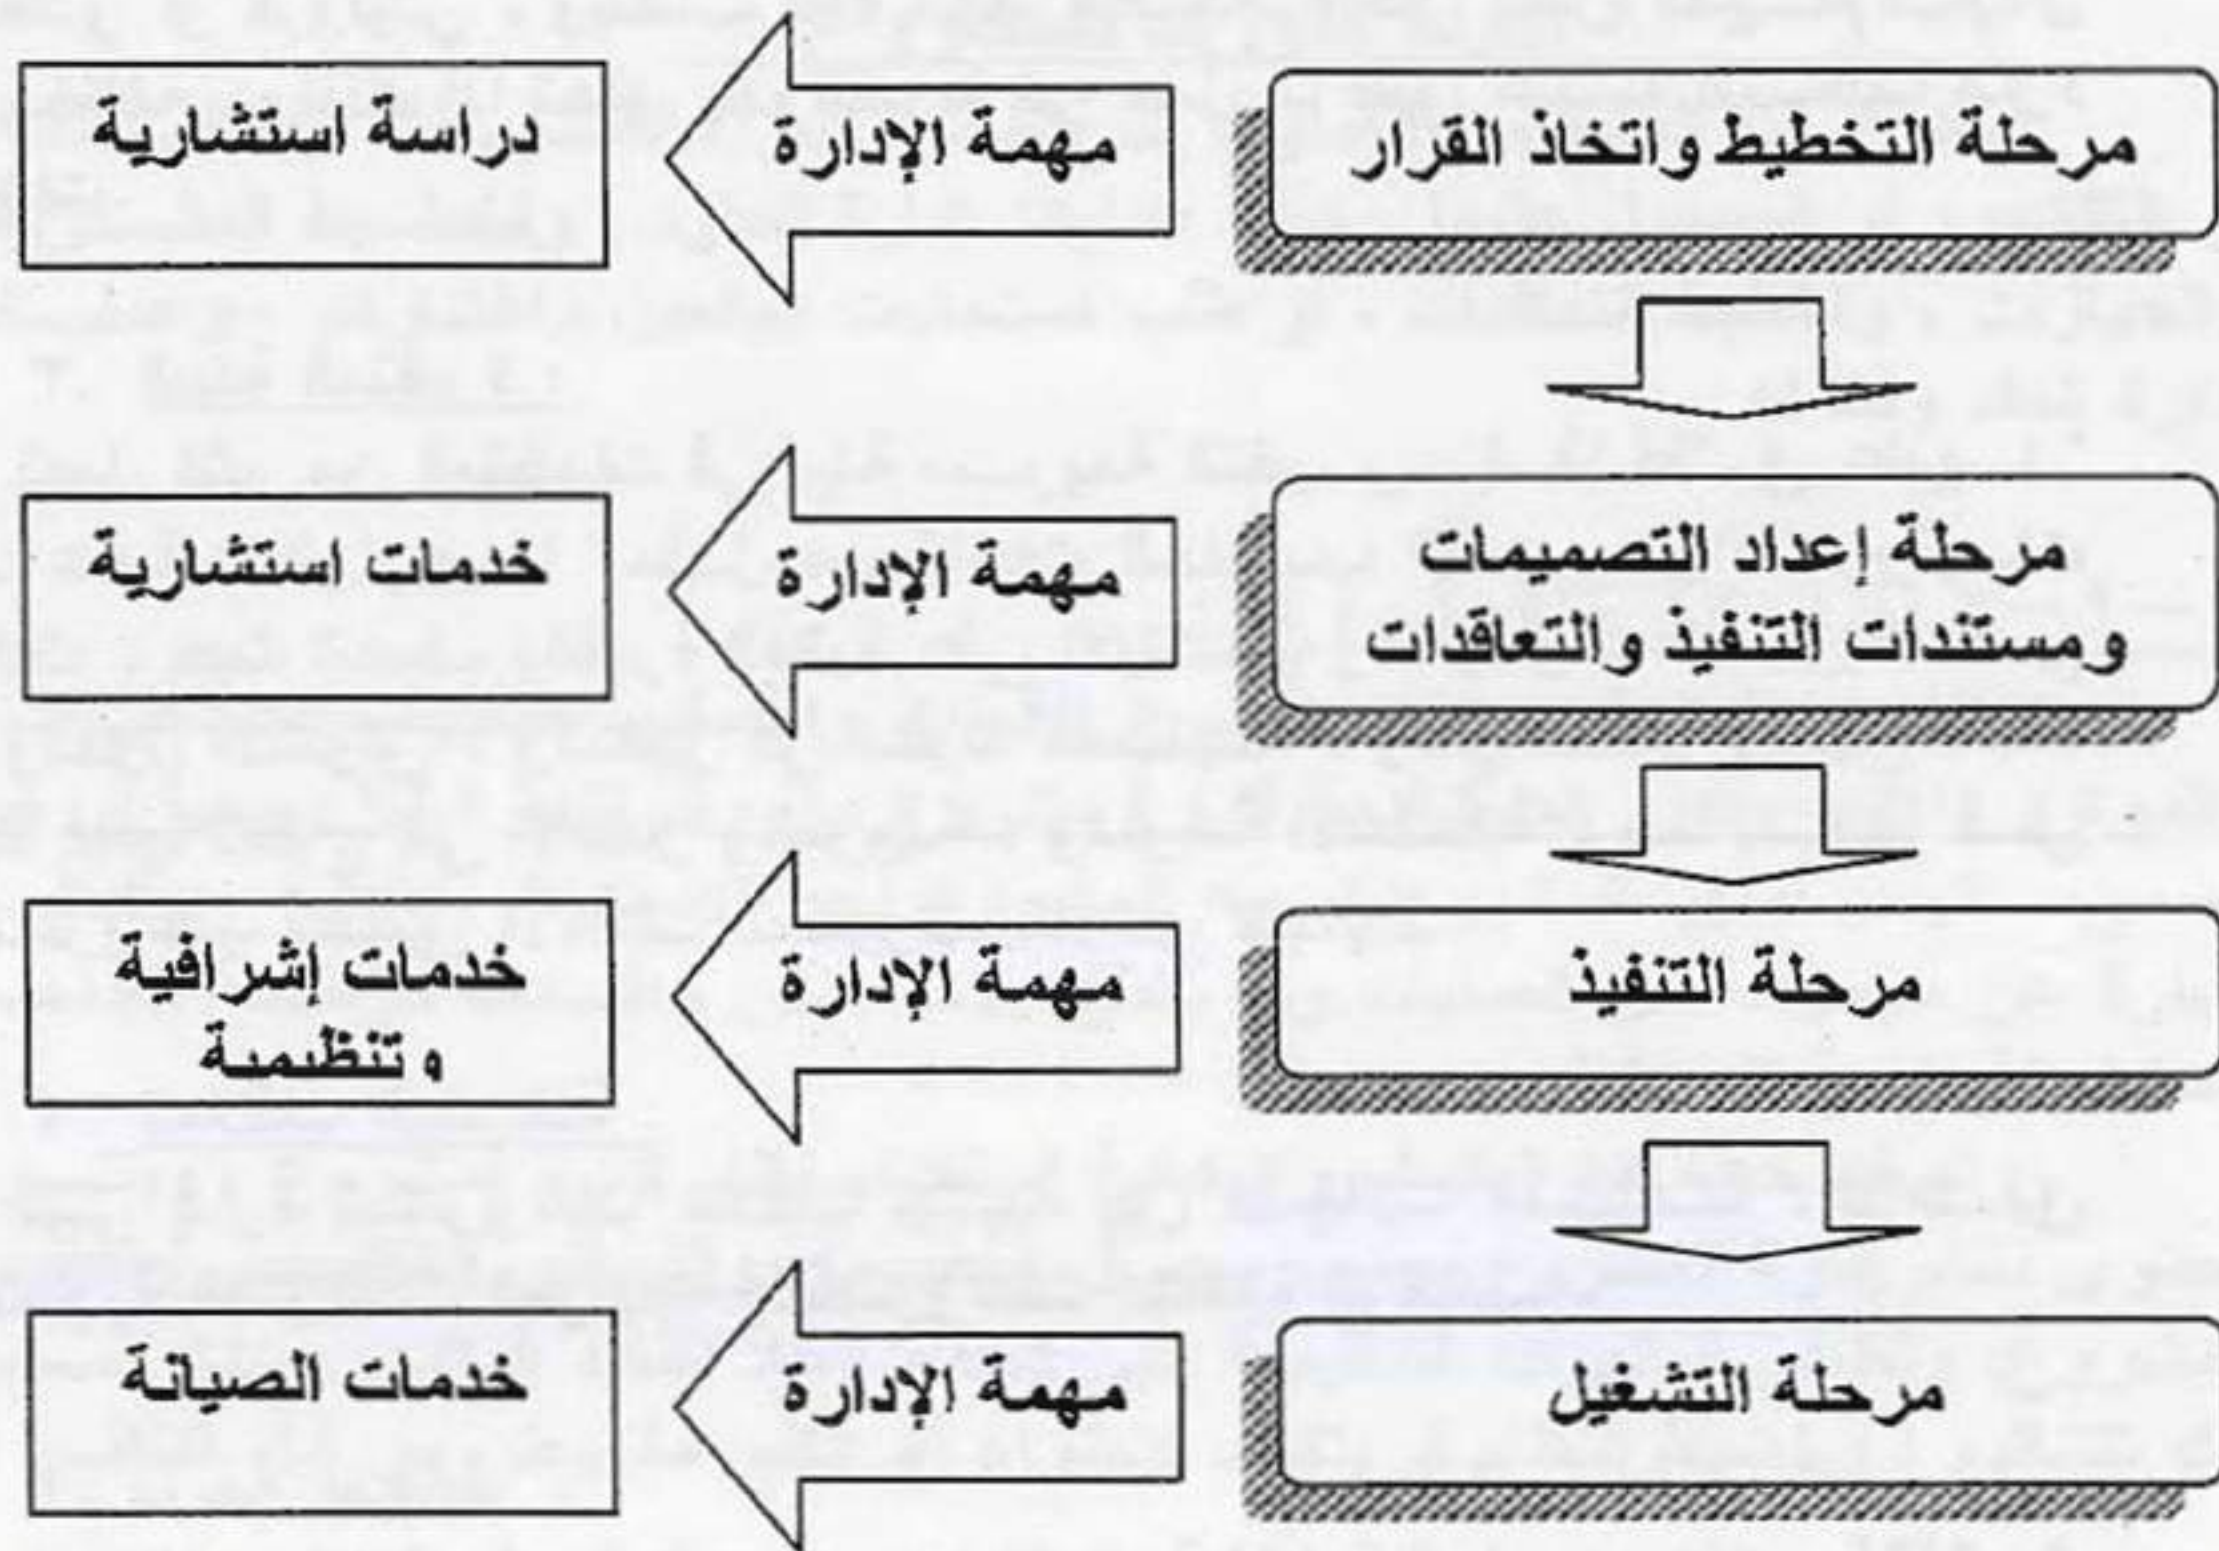 مرحلة التخطيط واتخاذ القرار
مهمة الإدارة
دراسة استشارية
مرحلة إعداد التصميمات
ومستندات التنفيذ والتعاقدات
مهمة الإدارة
خدمات استشارية
مرحلة التنفيذ
مهمة الإدارة
خدمات إشرافية
وتنظيمية
مرحلة التشغيل
مهمة الإدارة
خدمات الصيانة